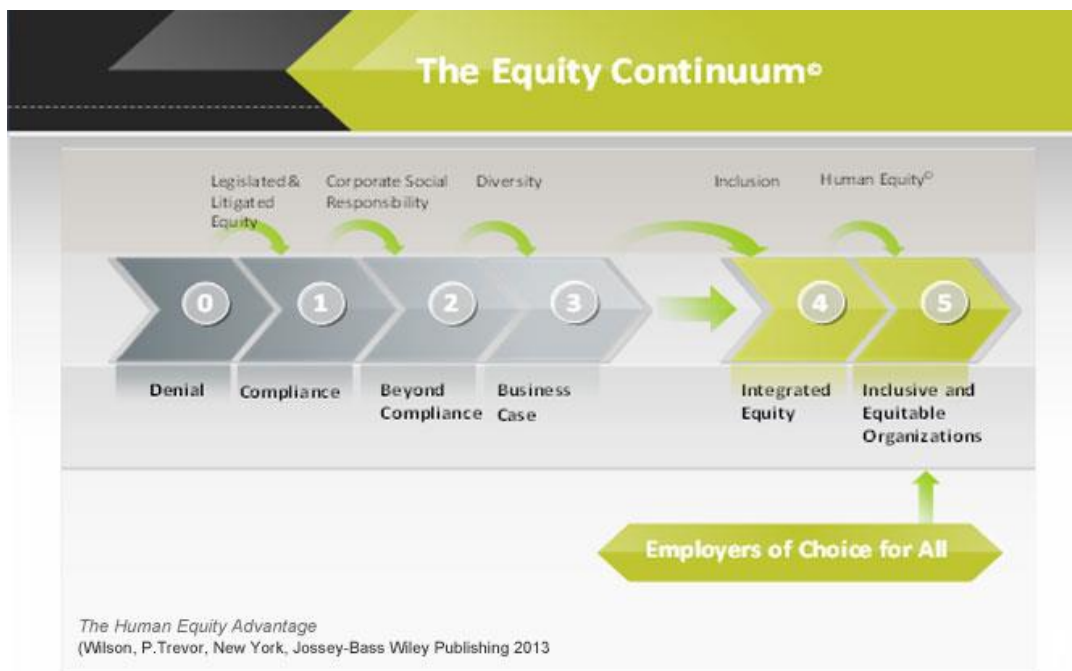 The Equity Continuum©
Legislated &
Litigated
Equity
Corporate Social
Responsibility
Diversity
Inclusion
Human Equity©
0
1
2
3
4
5
Denial
Compliance
Beyond
Compliance
Business
Case
Integrated
Equity
Inclusive and
Equitable
Organizations
Employers of Choice for All
The Human Equity Advantage
(Wilson, P.Trevor, New York, Jossey-Bass Wiley Publishing 2013